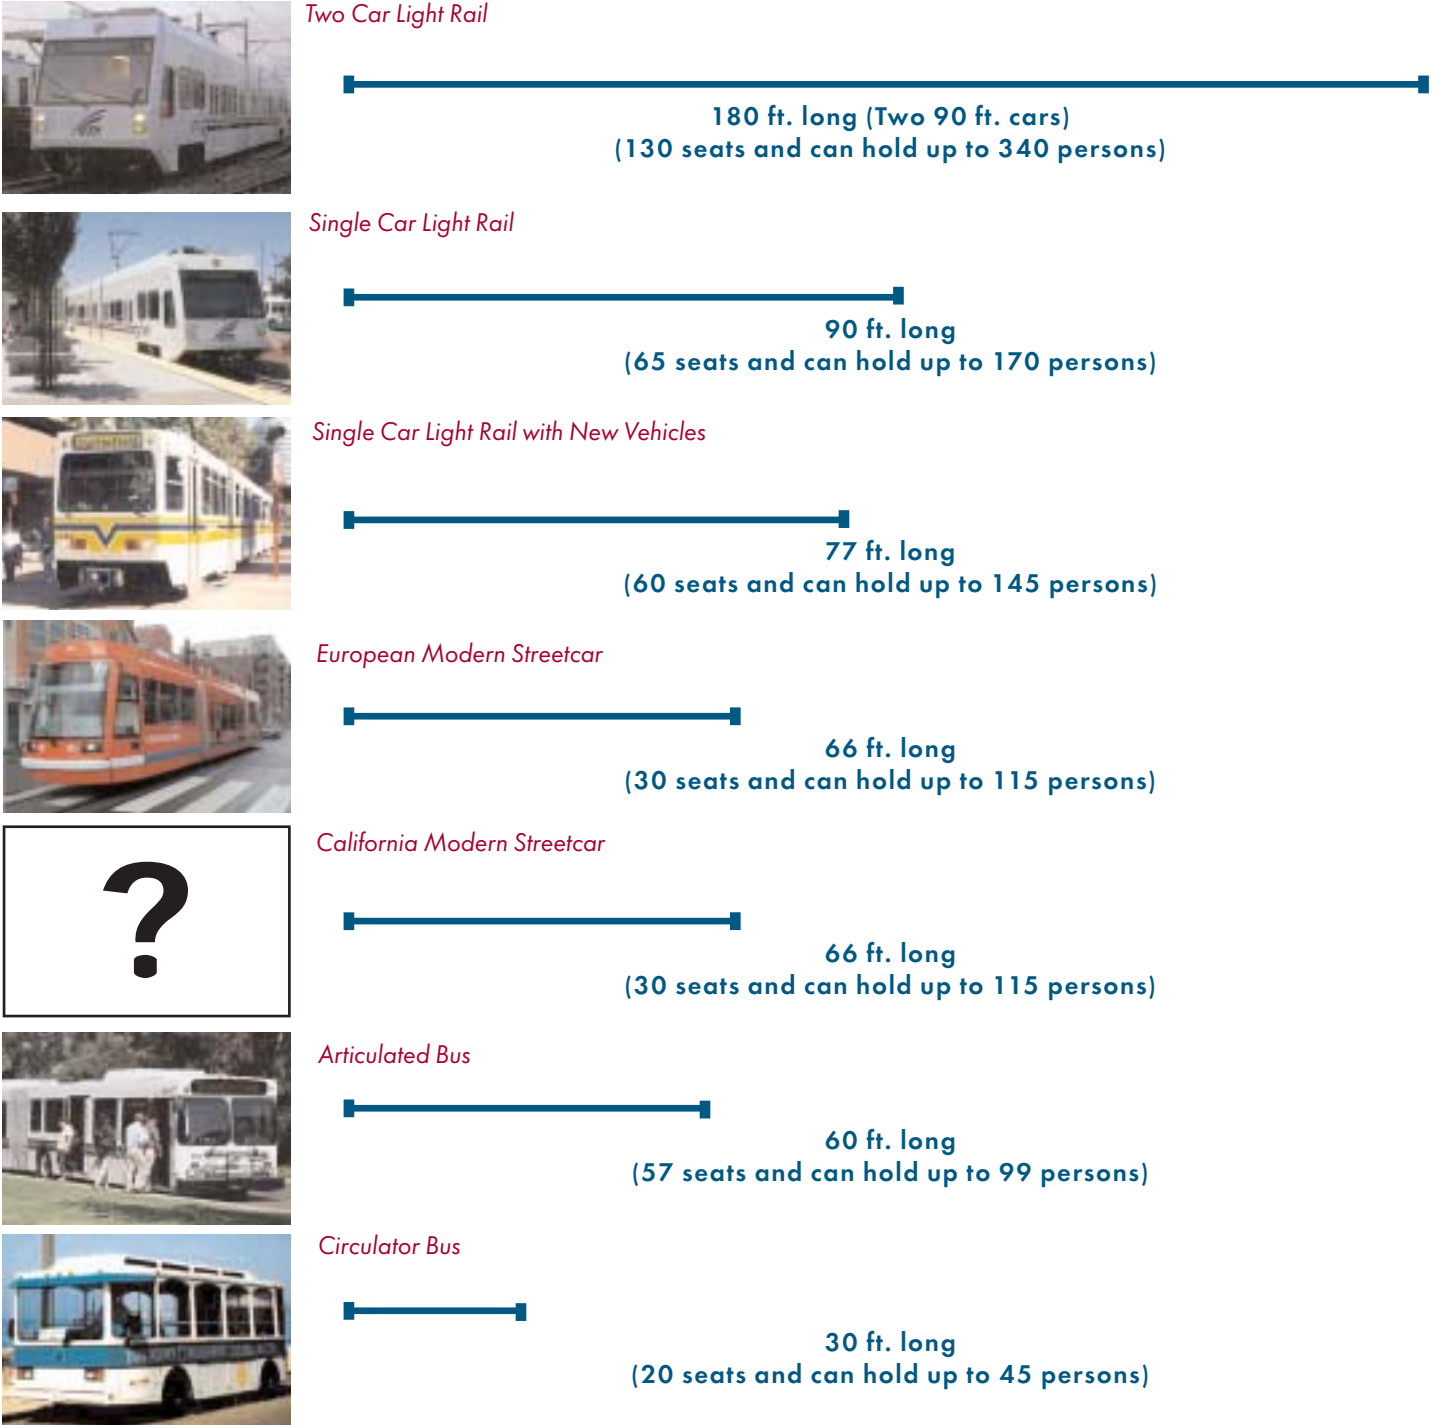 Two Car Light Rail
180 ft. long (Two 90 ft. cars)
(130 seats and can hold up to 340 persons)
Single Car Light Rail
90 ft. long
(65 seats and can hold up to 170 persons)
Single Car Light Rail with New Vehicles
77 ft. long
(60 seats and can hold up to 145 persons)
European Modern Streetcar
66 ft. long
(30 seats and can hold up to 115 persons)
?
California Modern Streetcar
66 ft. long
(30 seats and can hold up to 115 persons)
Articulated Bus
60 ft. long
(57 seats and can hold up to 99 persons)
Circulator Bus
30 ft. long
(20 seats and can hold up to 45 persons)